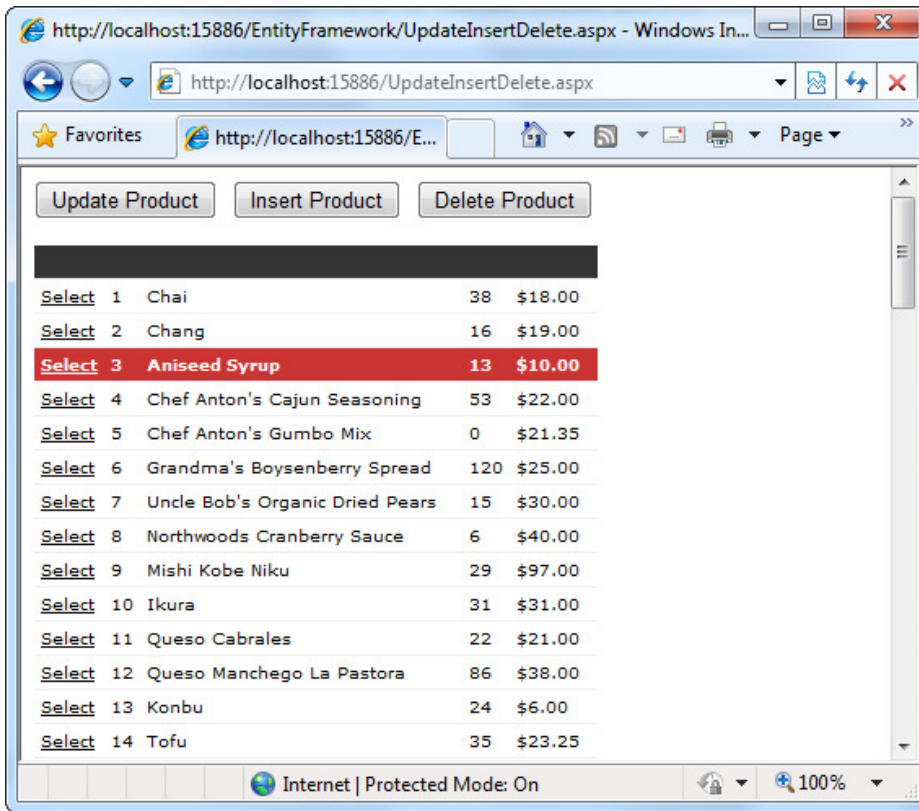 http://localhost:15886/EntityFramework/UpdateInsertDelete.aspx - Windows In...
http://localhost:15886/UpdateInsertDelete.aspx
Favorites http://localhost:15886/E... Page »
Update Product Insert Product Delete Product
Select 1 Chai 38 $18.00
Select 2 Chang 16 $19.00
Select 3 Aniseed Syrup 13 $10.00
Select 4 Chef Anton's Cajun Seasoning 53 $22.00
Select 5 Chef Anton's Gumbo Mix 0 $21.35
Select 6 Grandma's Boysenberry Spread 120 $25.00
Select 7 Uncle Bob's Organic Dried Pears 15 $30.00
Select 8 Northwoods Cranberry Sauce 6 $40.00
Select 9 Mishi Kobe Niku 29 $97.00
Select 10 Ikura 31 $31.00
Select 11 Queso Cabrales 22 $21.00
Select 12 Queso Manchego La Pastora 86 $38.00
Select 13 Konbu 24 $6.00
Select 14 Tofu 35 $23.25
Internet | Protected Mode: On 100%